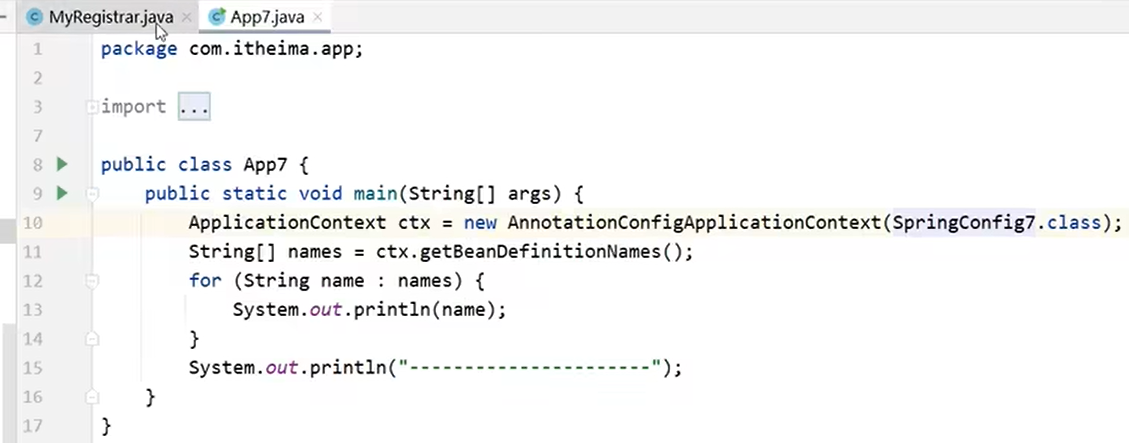 MyRegistrar.java App7.java
1 package com.itheima.app;
2
3 import ...
7
8 public class App7 {
9 public static void main(String[] args) {
10 ApplicationContext ctx = new AnnotationConfigApplicationContext(SpringConfig7.class);
11 String[] names = ctx.getBeanDefinitionNames();
12 for (String name : names) {
13 System.out.println(name);
14 }
15 System.out.println("----------------------");
16 }
17 }